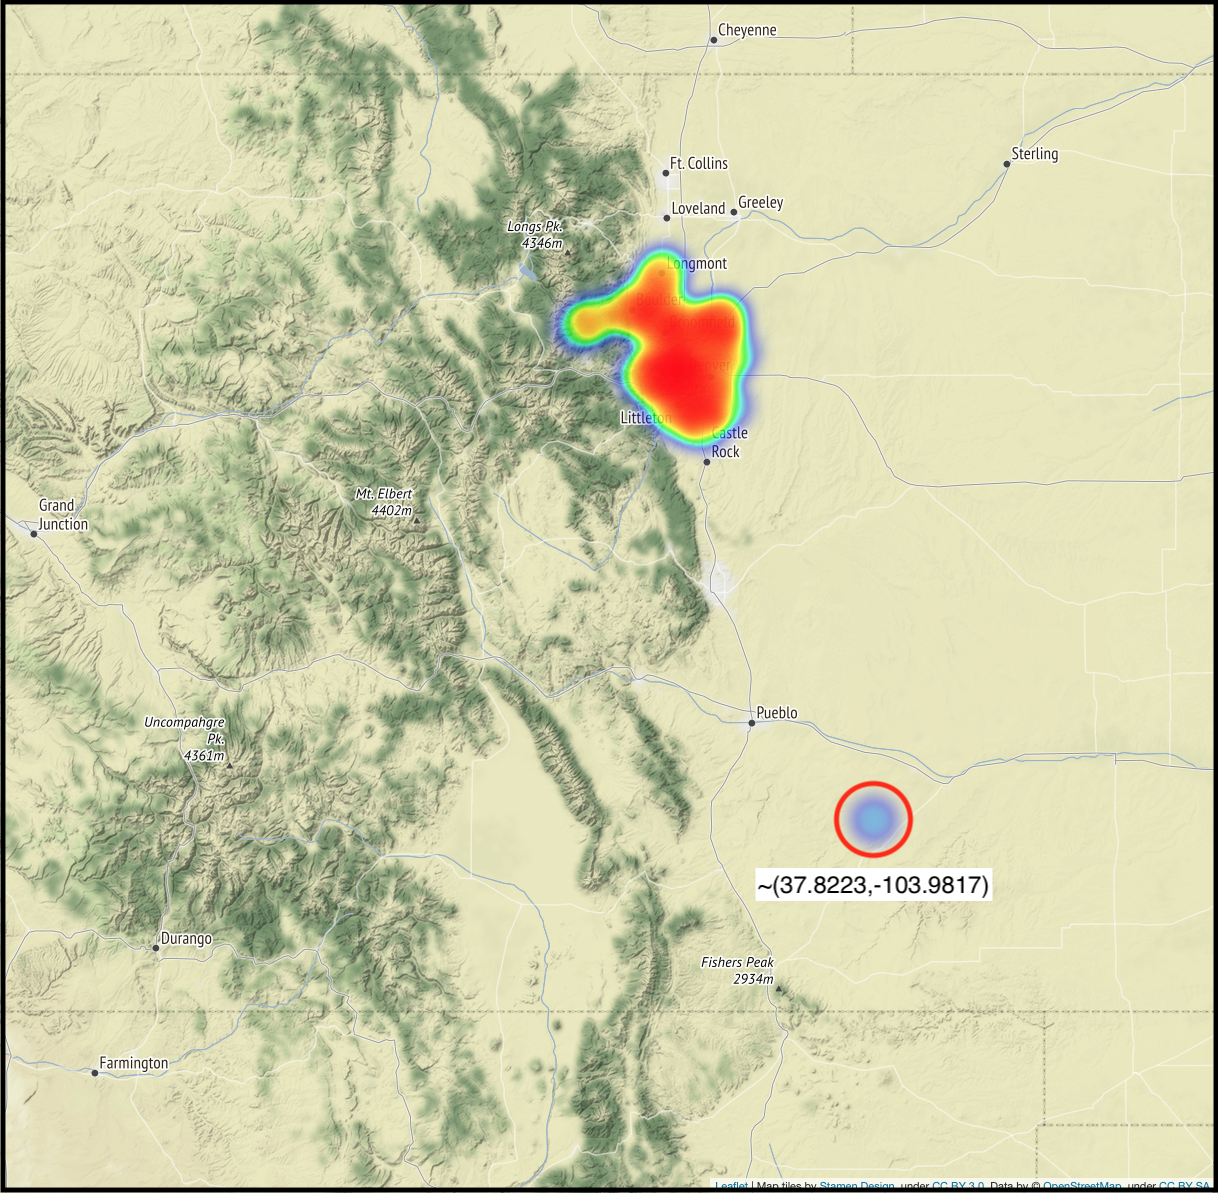 Cheyenne
Ft. Collins
Sterling
Loveland
Greeley
Longs Pk.
4346m
Longmont
Boulder
Littleton
Castle
Rock
Mt. Elbert
4402m
Grand
Junction
Pueblo
Uncompahgre
Pk.
4361m
~(37.8223,-103.9817)
Durango
Fishers Peak
2934m
Farmington
Leaflet | Map tiles by Stamen Design, under CC BY 3.0. Data by © OpenStreetMap, under CC BY SA.